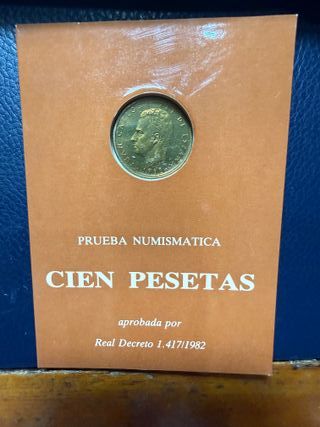 PRUEBA NUMISMATICA
CIEN PESETAS
aprobada por
Real Decreto 1.417/1982